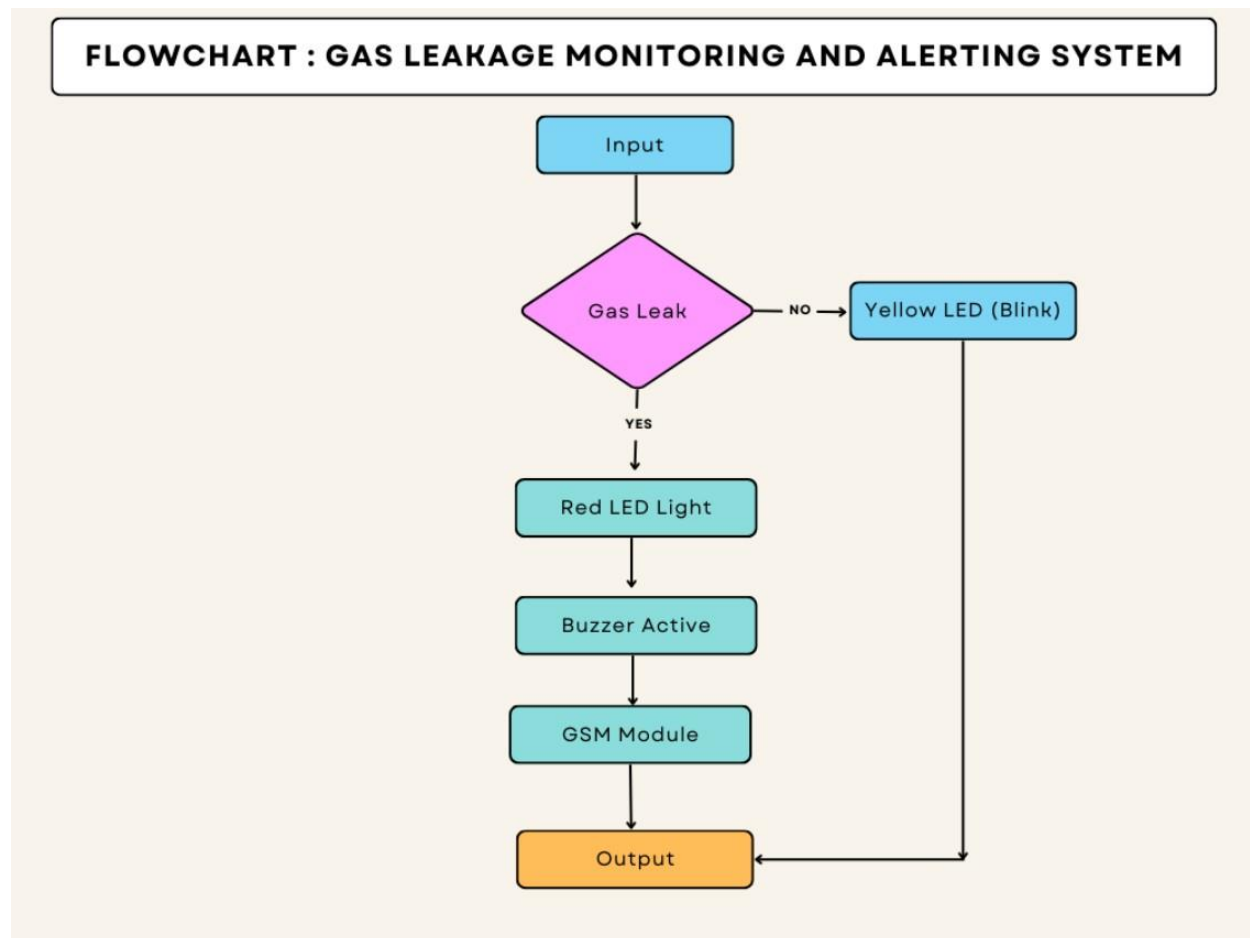 FLOWCHART : GAS LEAKAGE MONITORING AND ALERTING SYSTEM
Input
Gas Leak
NO
Yellow LED (Blink)
YES
Red LED Light
Buzzer Active
GSM Module
Output